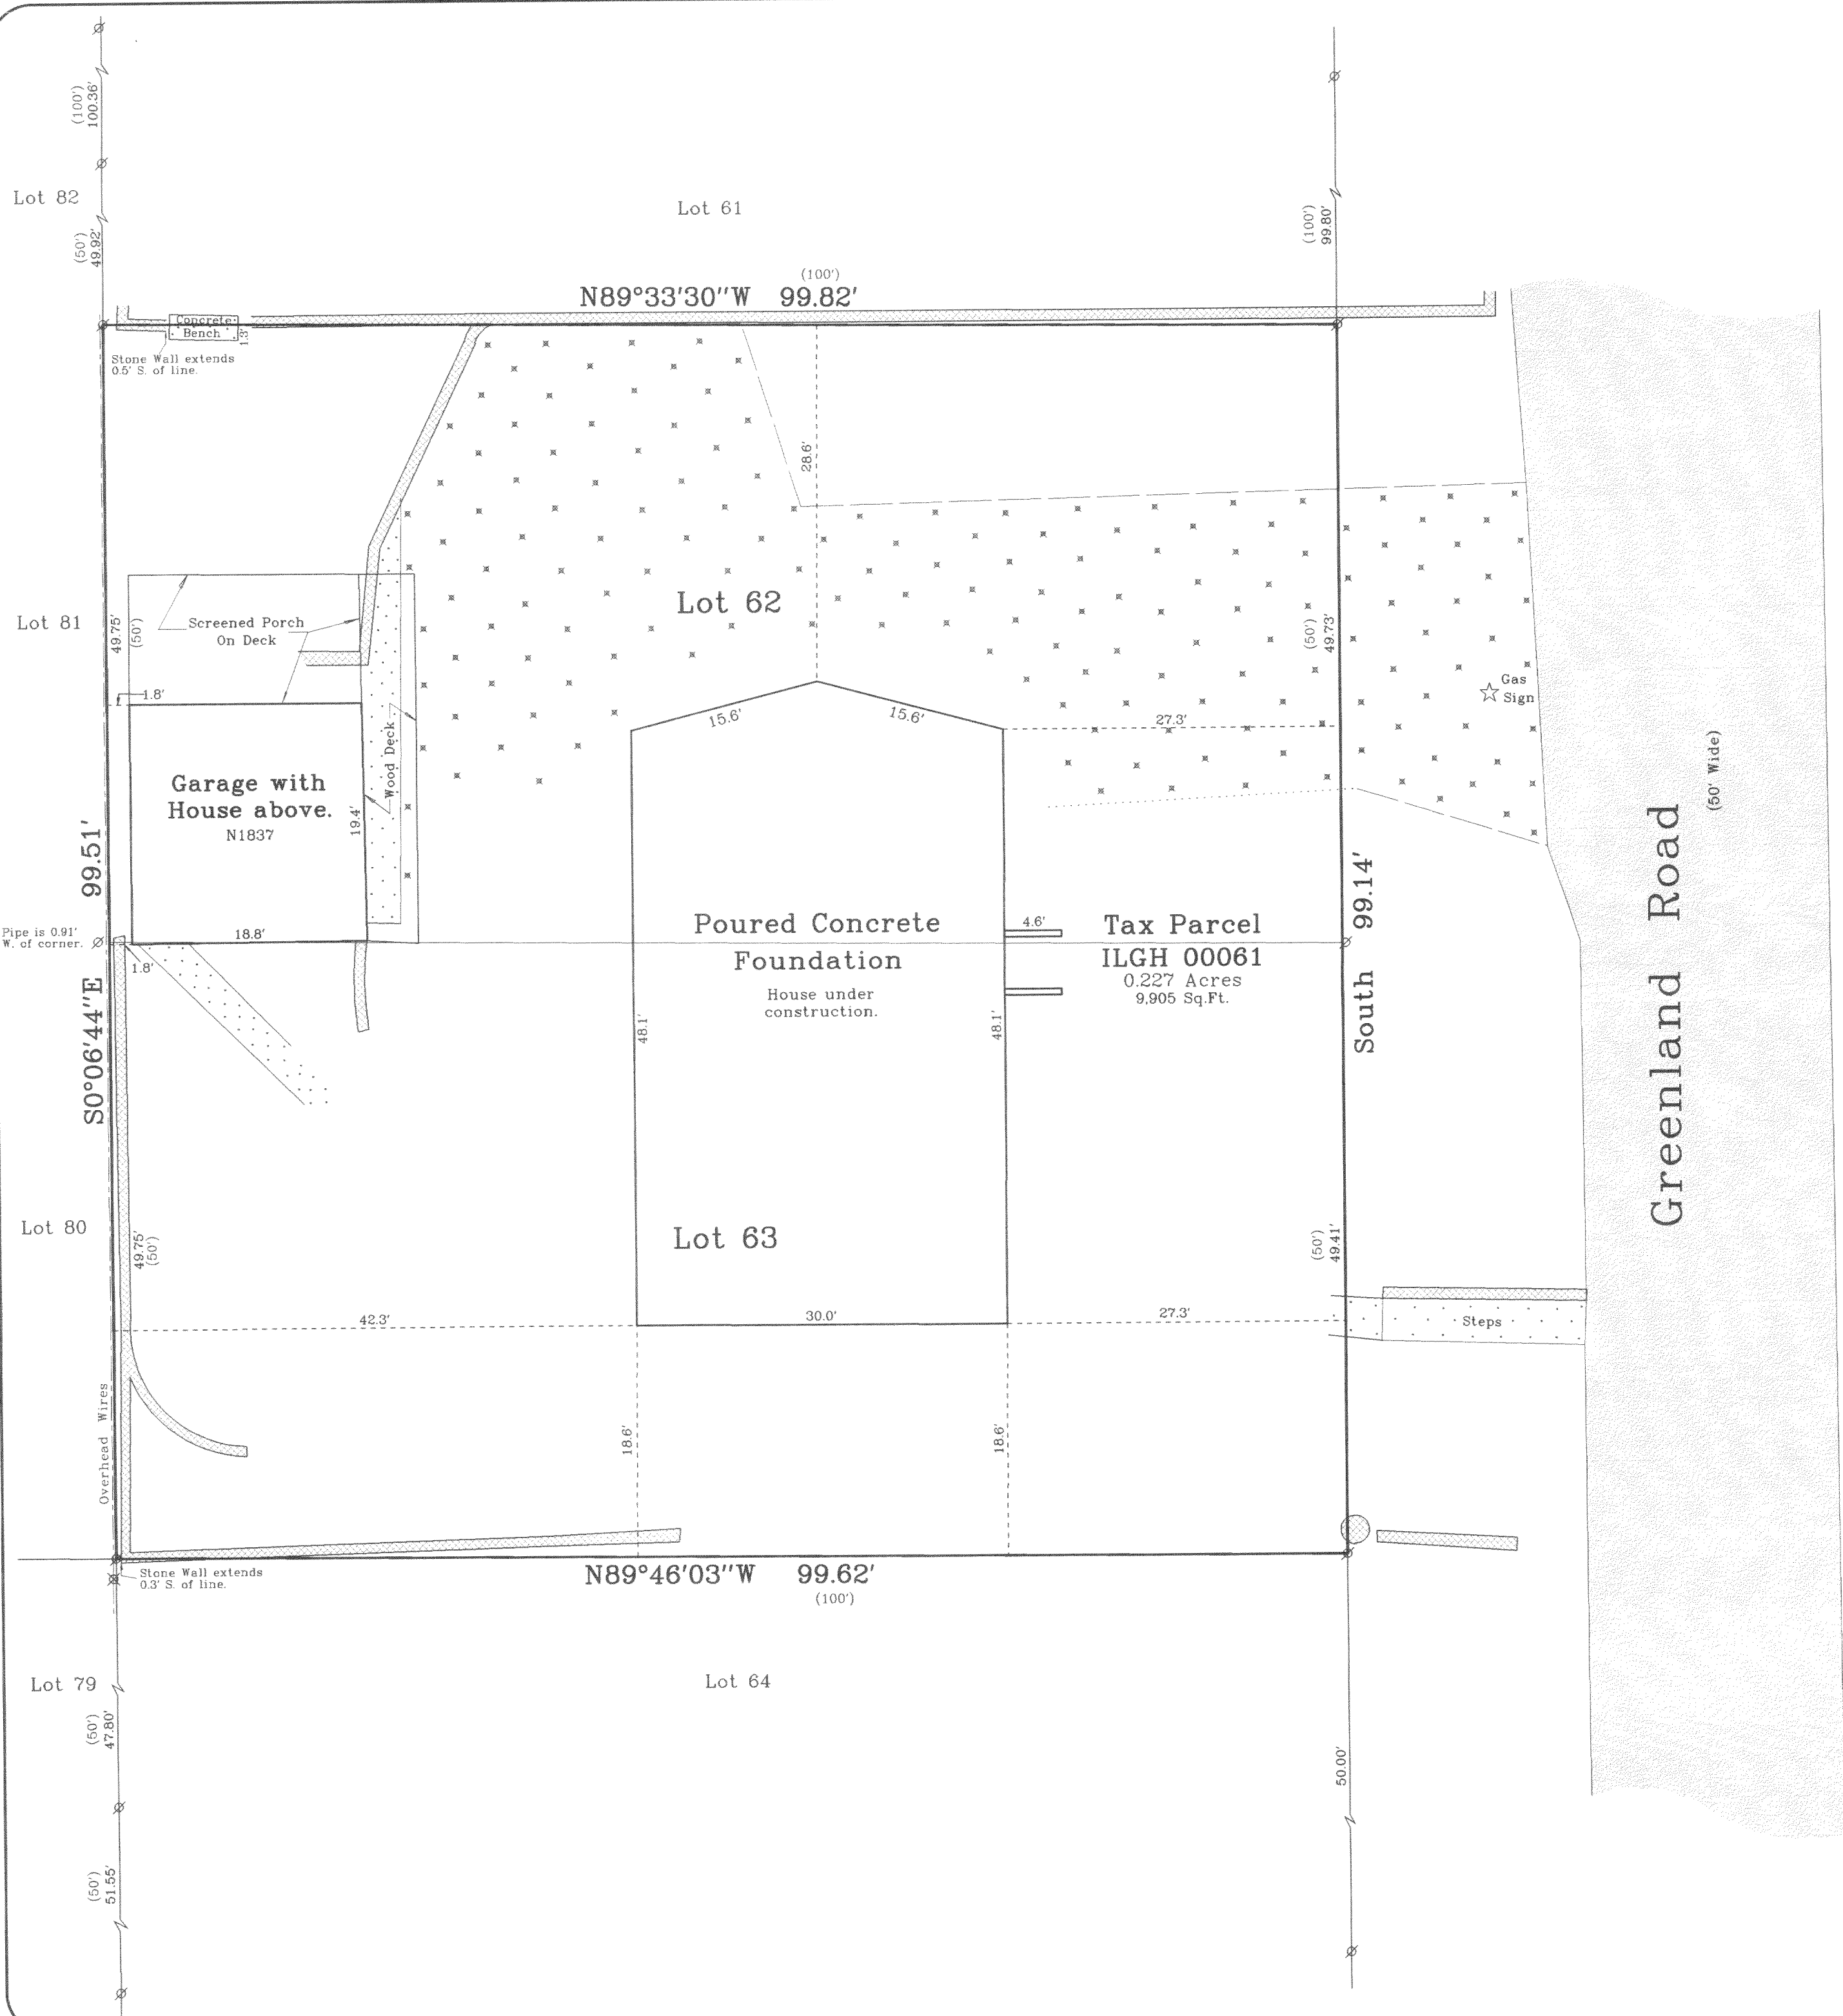 (100')
100.36'
Lot 82
(50')
49.92'
Lot 61
(100')
99.80'
(100')
N89°33'30"W 99.82'
Concrete
Bench
Stone Wall extends
0.5' S. of line.
28.6'
Lot 62
Lot 81
49.75'
(50')
Screened Porch
On Deck
(50')
49.73'
1.8'
Gas
Sign
15.6'
15.6'
27.3'
Wood Deck
Garage with
House above.
N1837
19.4'
(50' Wide)
Greenland Road
99.51'
S0°06'44"E
South 99.14'
Pipe is 0.91'
W. of corner.
18.8'
1.8'
Poured Concrete
Foundation
House under
construction.
4.6'
Tax Parcel
ILGH 00061
0.227 Acres
9,905 Sq.Ft.
48.1'
48.1'
Lot 80
49.75'
(50')
Lot 63
(50')
49.41'
42.3'
30.0'
27.3'
Steps
Overhead Wires
18.6'
18.6'
Stone Wall extends
0.3' S. of line.
N89°46'03"W 99.62'
(100')
Lot 79
Lot 64
(50')
47.80'
50.00'
(50')
51.55'